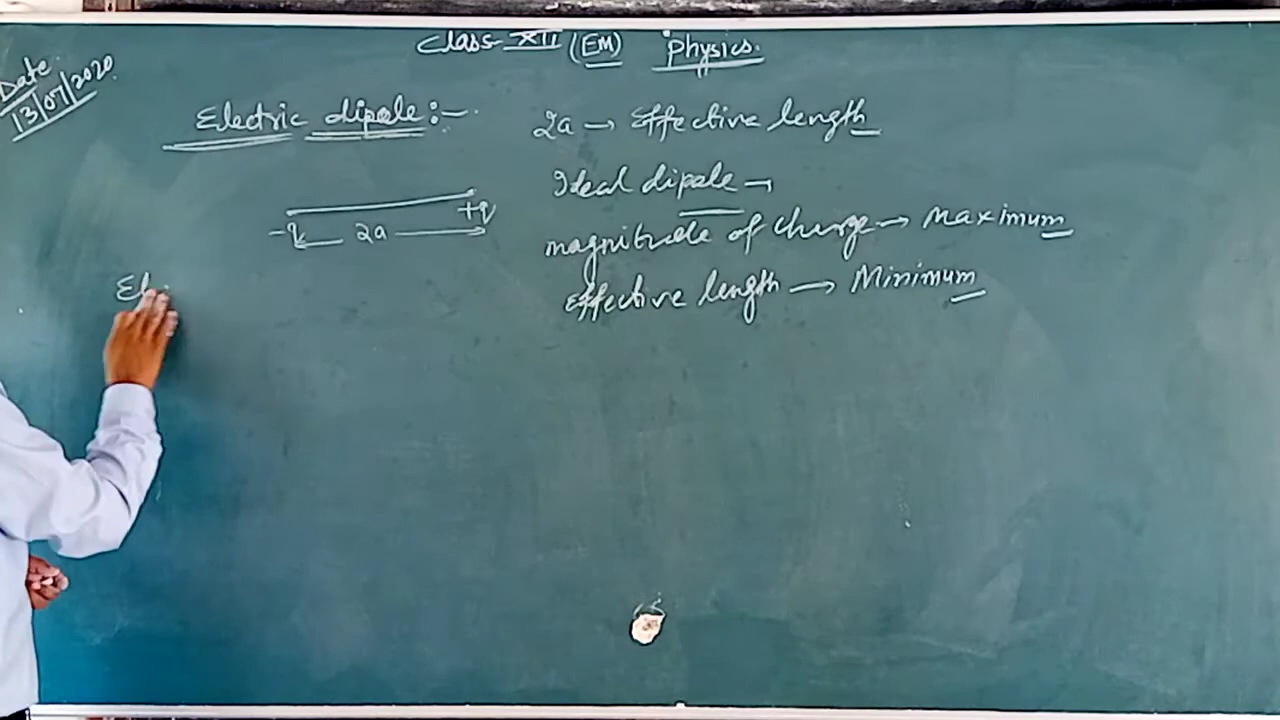 Class XII (EM) Physics.
Date.
13/07/2020
Electric dipole:-
2a → Effective length
Ideal dipole →
+q
-q 2a
magnitude of charge → Maximum
Effective length → Minimum